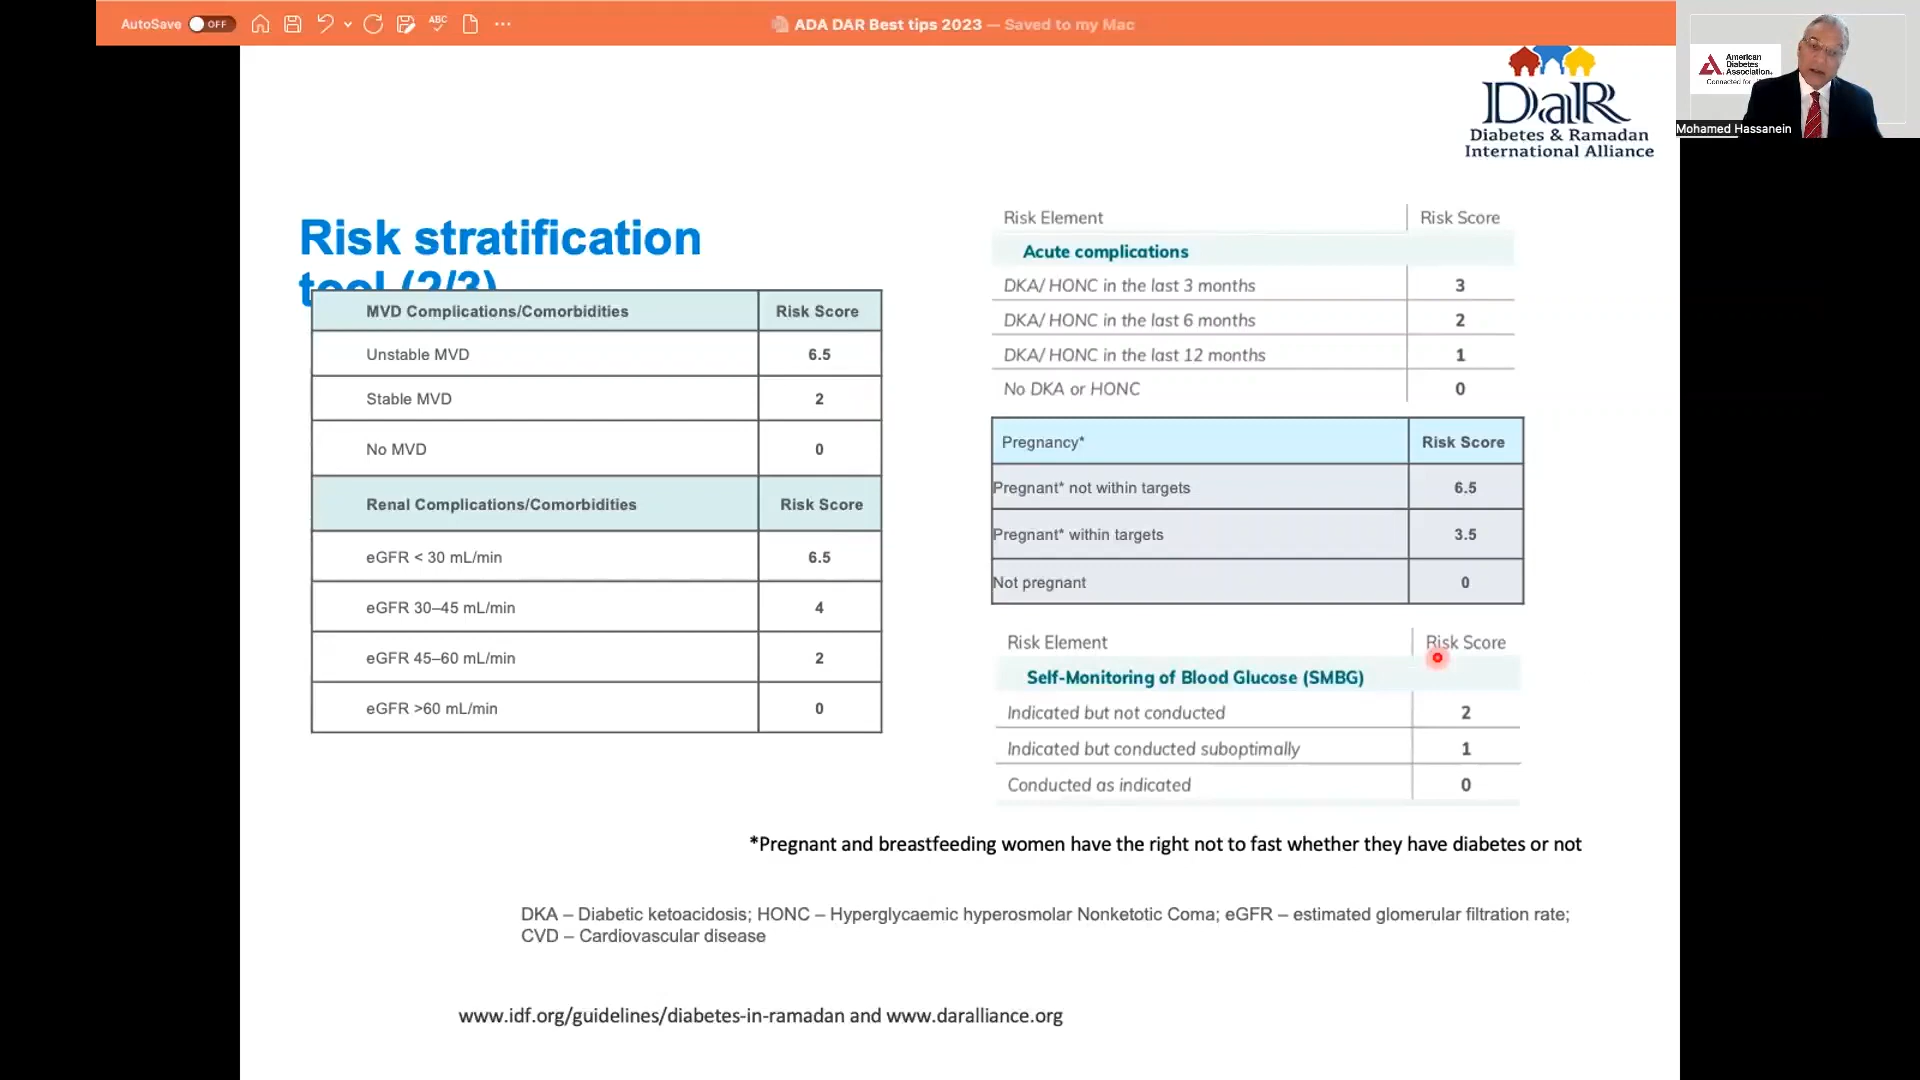 AutoSave OFF
ABC
ADA DAR Best tips 2023 — Saved to my Mac
American
Diabetes
Association.
Mohamed Hassanein
DaR
Diabetes & Ramadan
International Alliance
Risk stratification
tool (2/3)
MVD Complications/Comorbidities Risk Score
Unstable MVD 6.5
Stable MVD 2
No MVD 0
Renal Complications/Comorbidities Risk Score
eGFR < 30 mL/min 6.5
eGFR 30–45 mL/min 4
eGFR 45–60 mL/min 2
eGFR >60 mL/min 0
Risk Element Risk Score
Acute complications
DKA/ HONC in the last 3 months 3
DKA/ HONC in the last 6 months 2
DKA/ HONC in the last 12 months 1
No DKA or HONC 0
Pregnancy* Risk Score
Pregnant* not within targets 6.5
Pregnant* within targets 3.5
Not pregnant 0
Risk Element Risk Score
Self-Monitoring of Blood Glucose (SMBG)
Indicated but not conducted 2
Indicated but conducted suboptimally 1
Conducted as indicated 0
*Pregnant and breastfeeding women have the right not to fast whether they have diabetes or not
DKA – Diabetic ketoacidosis; HONC – Hyperglycaemic hyperosmolar Nonketotic Coma; eGFR – estimated glomerular filtration rate;
CVD – Cardiovascular disease
www.idf.org/guidelines/diabetes-in-ramadan and www.daralliance.org